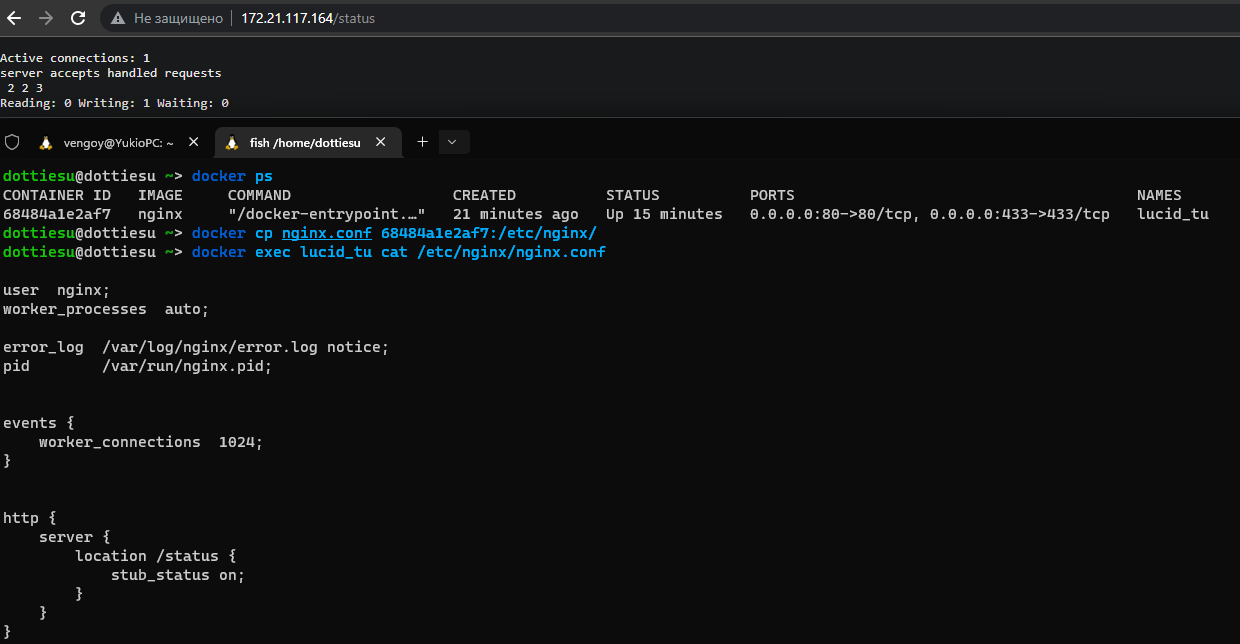 Не защищено 172.21.117.164/status
Active connections: 1
server accepts handled requests
2 2 3
Reading: 0 Writing: 1 Waiting: 0
vengoy@YukioPC: ~ fish /home/dottiesu
dottiesu@dottiesu ~> docker ps
CONTAINER ID IMAGE COMMAND CREATED STATUS PORTS NAMES
68484a1e2af7 nginx "/docker-entrypoint.…" 21 minutes ago Up 15 minutes 0.0.0.0:80->80/tcp, 0.0.0.0:433->433/tcp lucid_tu
dottiesu@dottiesu ~> docker cp nginx.conf 68484a1e2af7:/etc/nginx/
dottiesu@dottiesu ~> docker exec lucid_tu cat /etc/nginx/nginx.conf
user nginx;
worker_processes auto;
error_log /var/log/nginx/error.log notice;
pid /var/run/nginx.pid;
events {
worker_connections 1024;
}
http {
server {
location /status {
stub_status on;
}
}
}